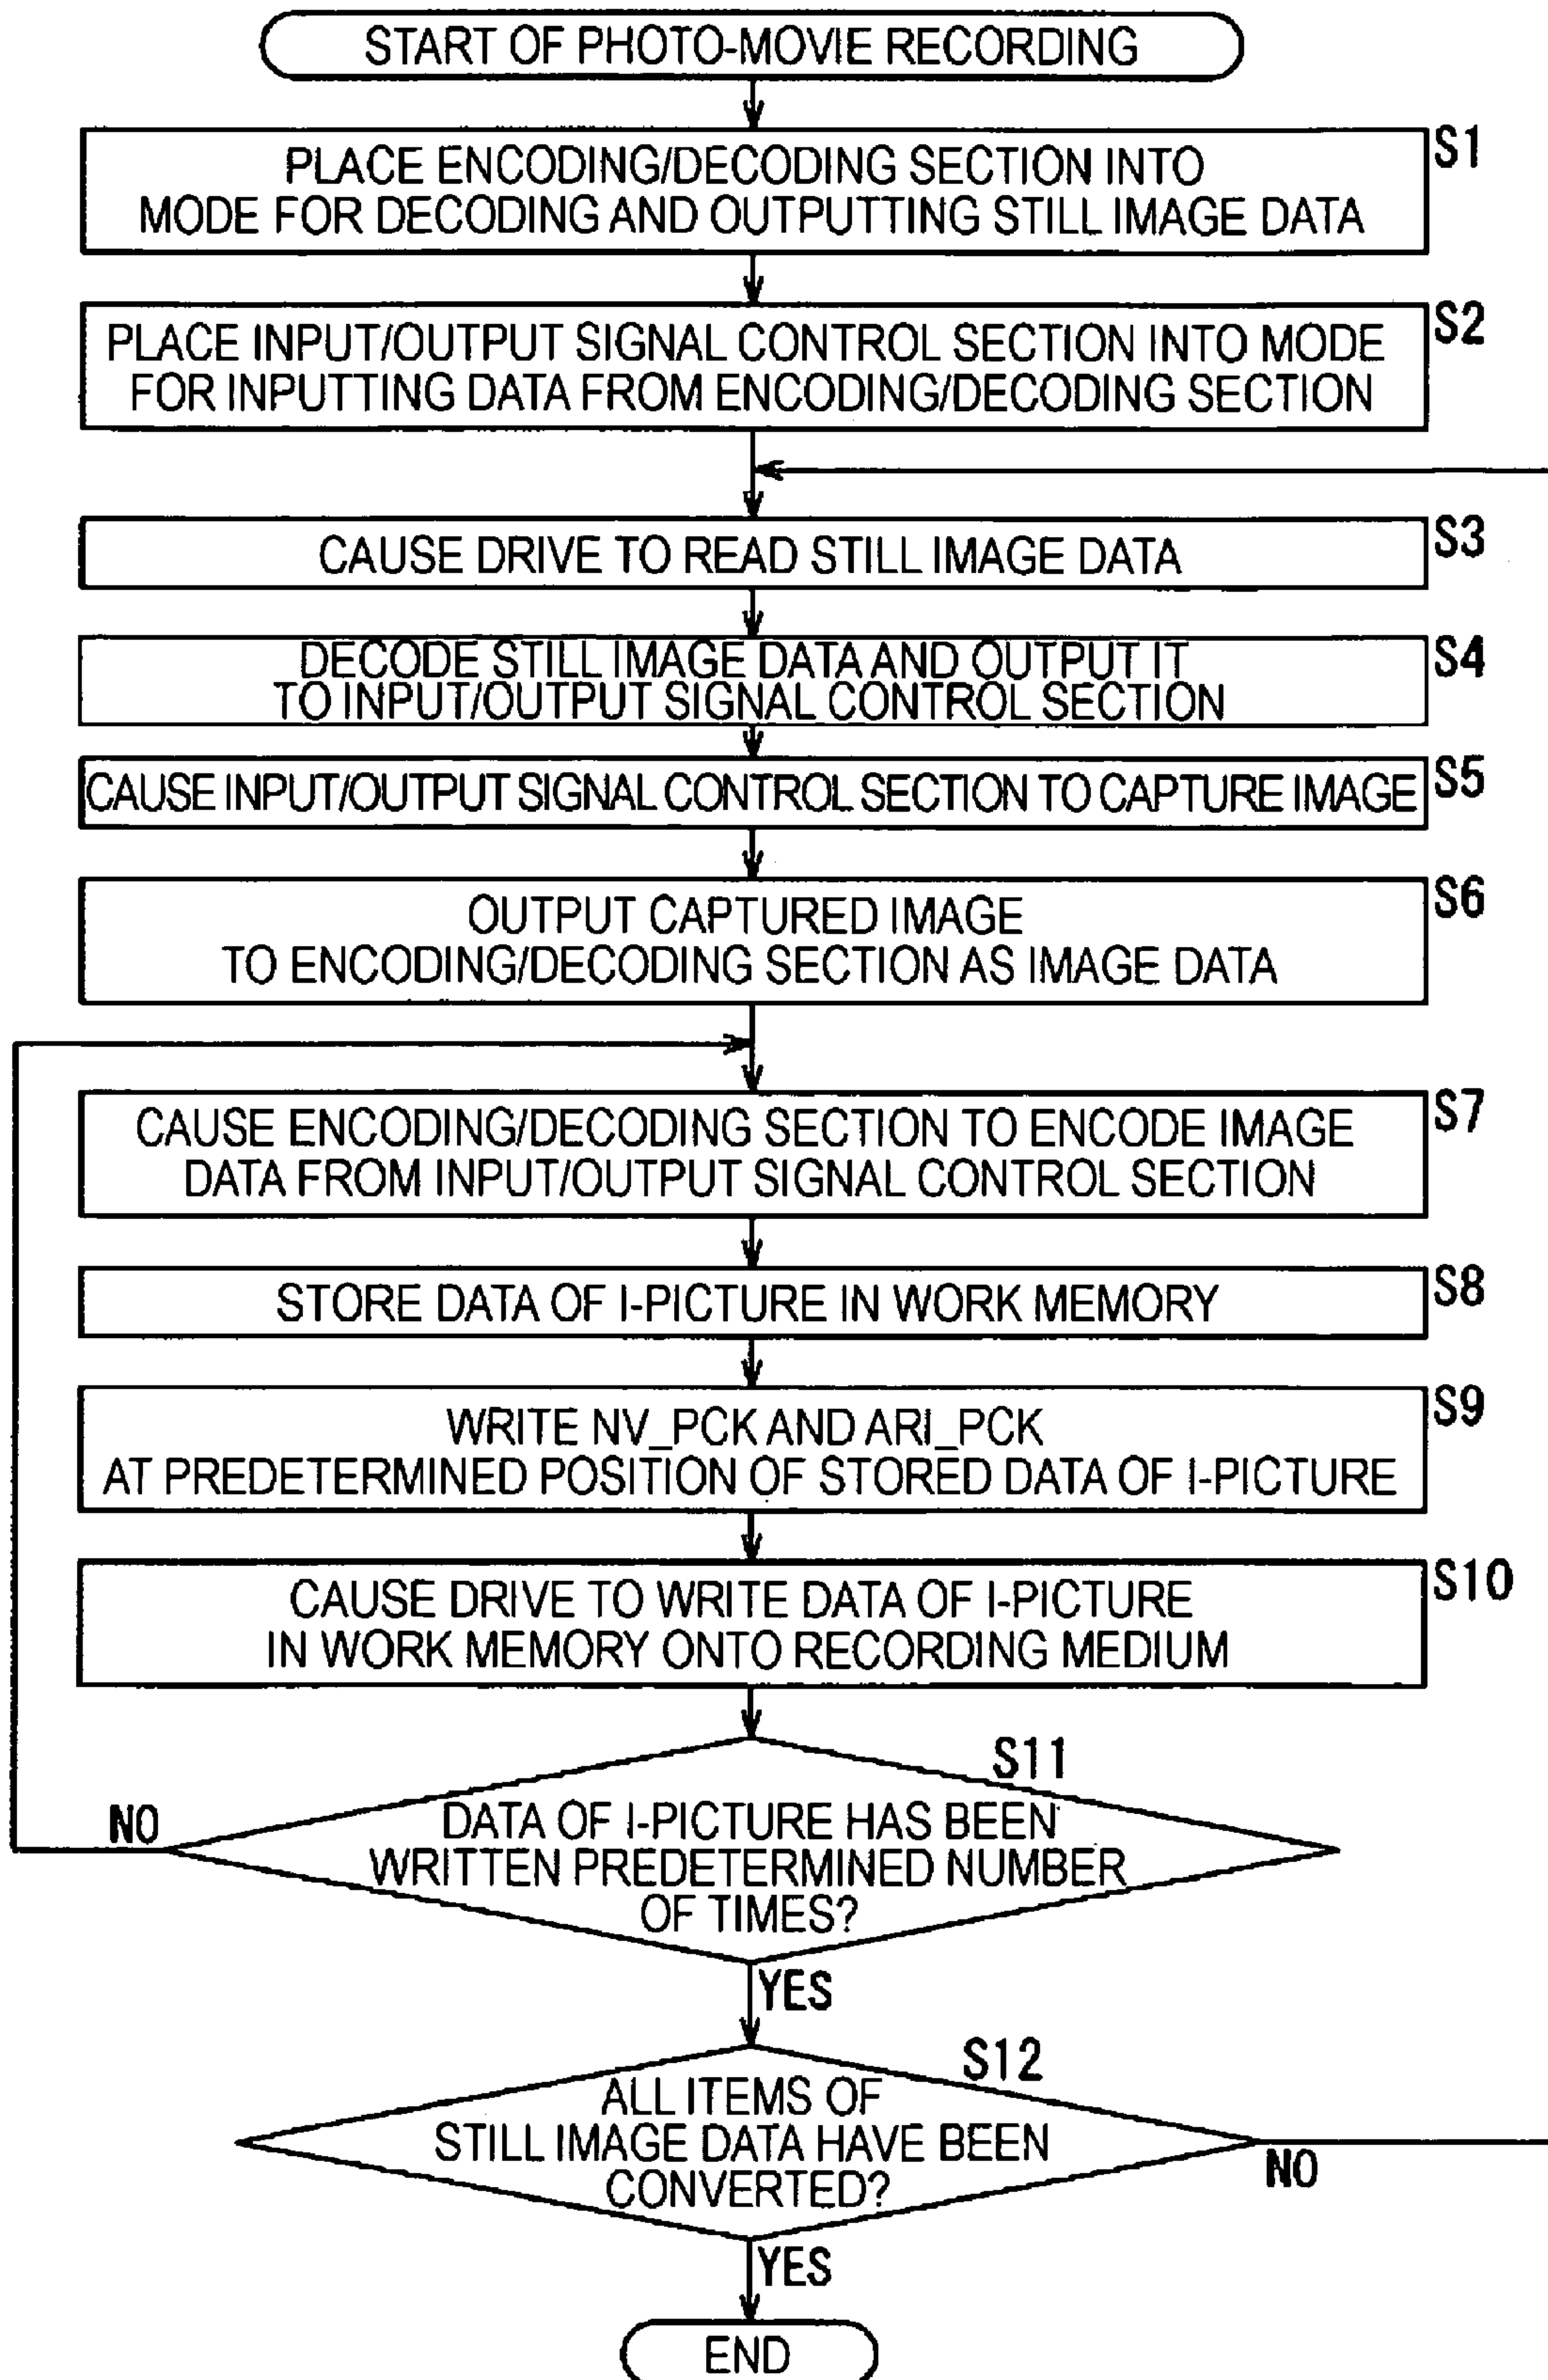 START OF PHOTO-MOVIE RECORDING
S1
PLACE ENCODING/DECODING SECTION INTO
MODE FOR DECODING AND OUTPUTTING STILL IMAGE DATA
S2
PLACE INPUT/OUTPUT SIGNAL CONTROL SECTION INTO MODE
FOR INPUTTING DATA FROM ENCODING/DECODING SECTION
S3
CAUSE DRIVE TO READ STILL IMAGE DATA
S4
DECODE STILL IMAGE DATA AND OUTPUT IT
TO INPUT/OUTPUT SIGNAL CONTROL SECTION
S5
CAUSE INPUT/OUTPUT SIGNAL CONTROL SECTION TO CAPTURE IMAGE
S6
OUTPUT CAPTURED IMAGE
TO ENCODING/DECODING SECTION AS IMAGE DATA
S7
CAUSE ENCODING/DECODING SECTION TO ENCODE IMAGE
DATA FROM INPUT/OUTPUT SIGNAL CONTROL SECTION
S8
STORE DATA OF I-PICTURE IN WORK MEMORY
S9
WRITE NV_PCK AND ARI_PCK
AT PREDETERMINED POSITION OF STORED DATA OF I-PICTURE
S10
CAUSE DRIVE TO WRITE DATA OF I-PICTURE
IN WORK MEMORY ONTO RECORDING MEDIUM
S11
NO
DATA OF I-PICTURE HAS BEEN
WRITTEN PREDETERMINED NUMBER
OF TIMES?
YES
S12
ALL ITEMS OF
STILL IMAGE DATA HAVE BEEN
CONVERTED?
NO
YES
END